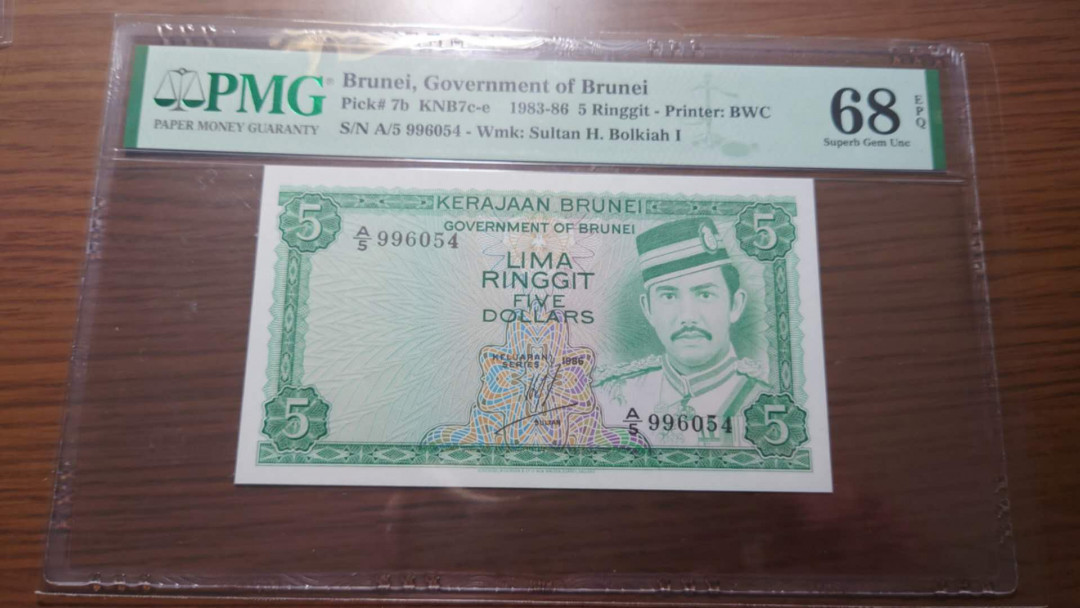 PMG
PAPER MONEY GUARANTY
Brunei, Government of Brunei
Pick# 7b KNB7c-e 1983-86 5 Ringgit - Printer: BWC
S/N A/5 996054 - Wmk: Sultan H. Bolkiah I
68
EPQ
Superb Gem Unc
5
KERAJAAN BRUNEI
5
GOVERNMENT OF BRUNEI
A/5 996054
LIMA
RINGGIT
FIVE
DOLLARS
KELUARAN
SERIES 1986
SULTAN
A/5 996054
5
5